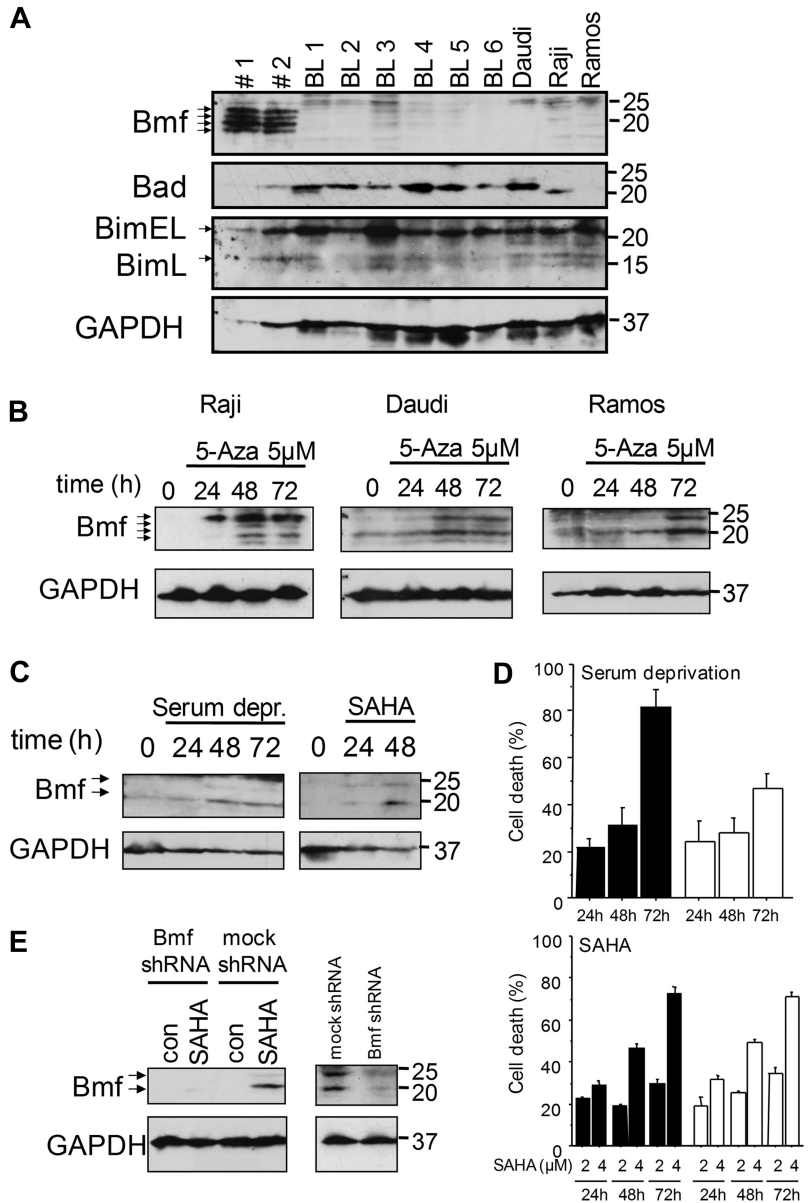 A
# 1 # 2 BL 1 BL 2 BL 3 BL 4 BL 5 BL 6 Daudi Raji Ramos
Bmf 25
20
Bad 25
20
BimEL 20
BimL 15
GAPDH 37
B
Raji Daudi Ramos
5-Aza 5µM 5-Aza 5µM 5-Aza 5µM
time (h) 0 24 48 72 0 24 48 72 0 24 48 72
Bmf 25
20
GAPDH 37
C
Serum depr. SAHA
time (h) 0 24 48 72 0 24 48
Bmf 25
20
GAPDH 37
D
Serum deprivation
Cell death (%)
100
80
60
40
20
0
24h 48h 72h 24h 48h 72h
SAHA
Cell death (%)
100
80
60
40
20
0
SAHA (µM) 2 4 2 4 2 4 2 4 2 4 2 4
24h 48h 72h 24h 48h 72h
E
Bmf mock
shRNA shRNA
con SAHA con SAHA mock shRNA Bmf shRNA
Bmf 25
20
GAPDH 37